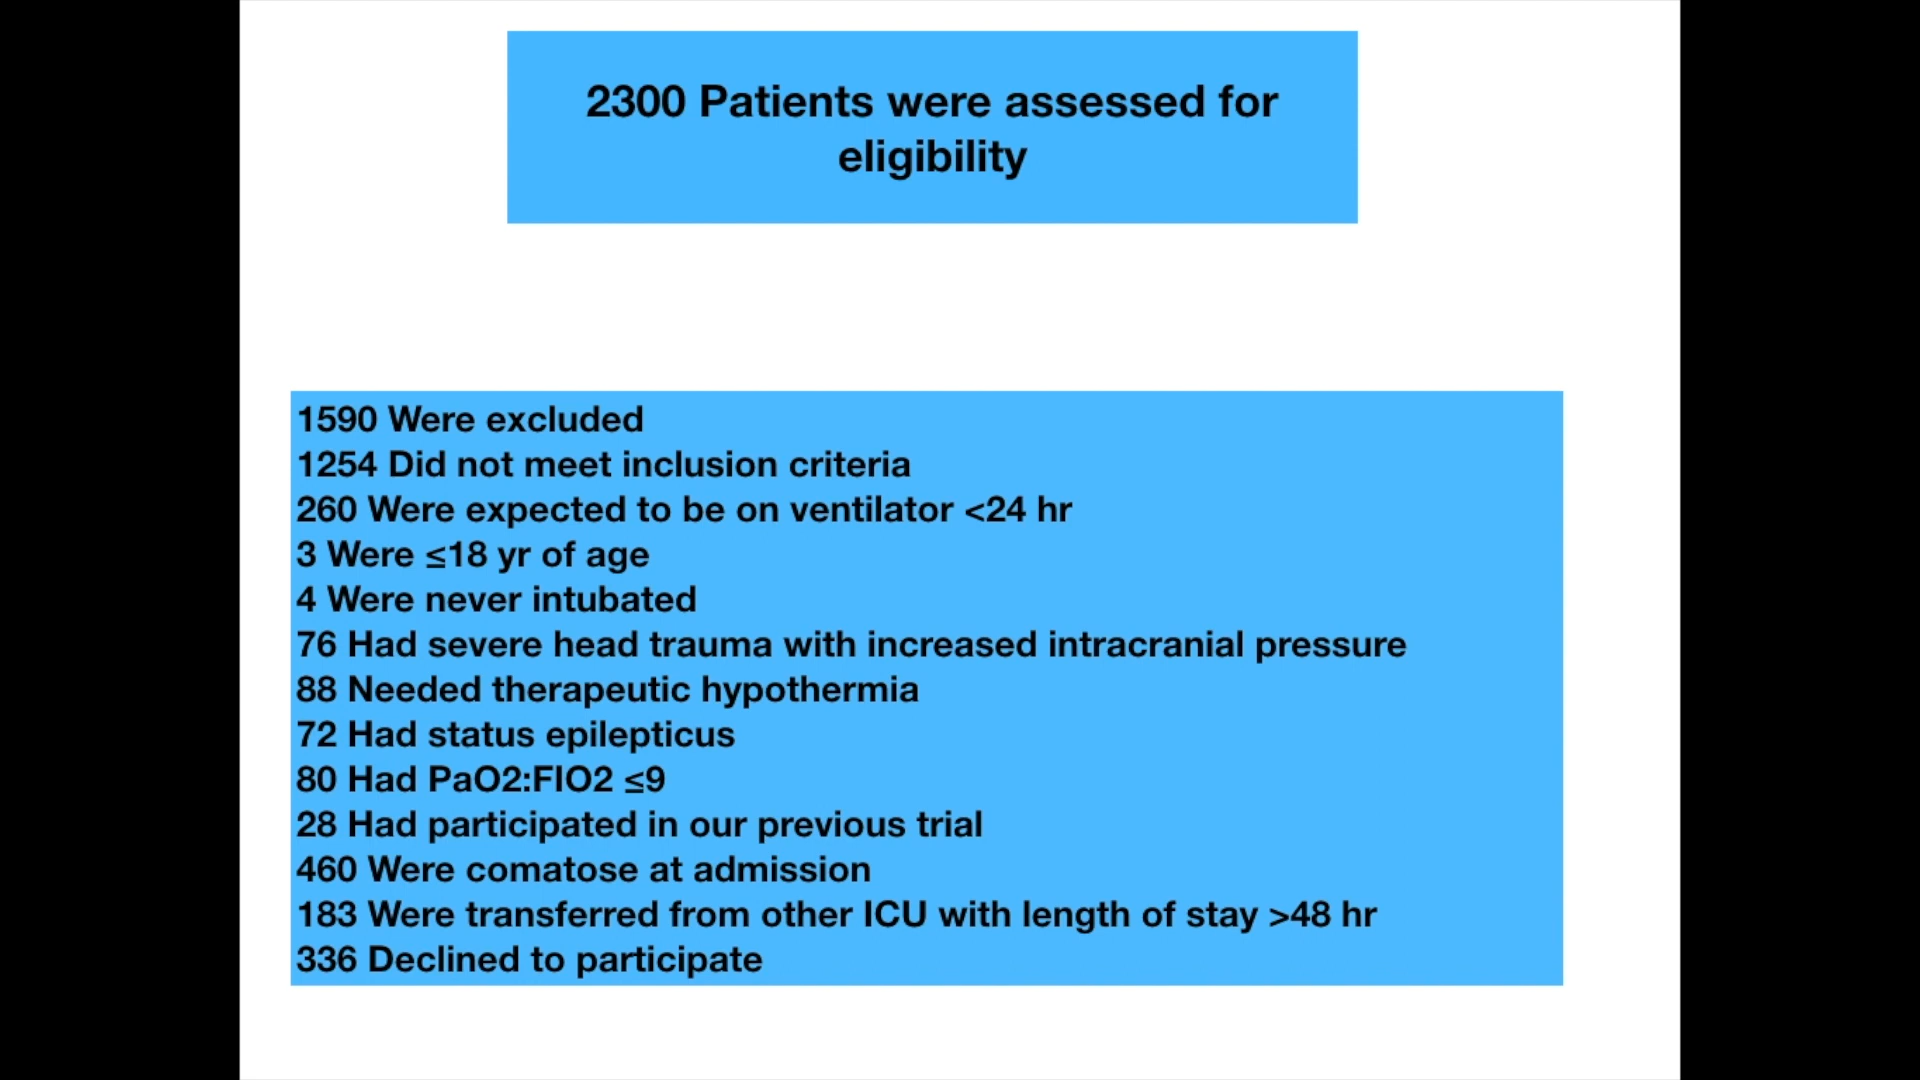 2300 Patients were assessed for
eligibility
1590 Were excluded
1254 Did not meet inclusion criteria
260 Were expected to be on ventilator <24 hr
3 Were ≤18 yr of age
4 Were never intubated
76 Had severe head trauma with increased intracranial pressure
88 Needed therapeutic hypothermia
72 Had status epilepticus
80 Had PaO2:FIO2 ≤9
28 Had participated in our previous trial
460 Were comatose at admission
183 Were transferred from other ICU with length of stay >48 hr
336 Declined to participate